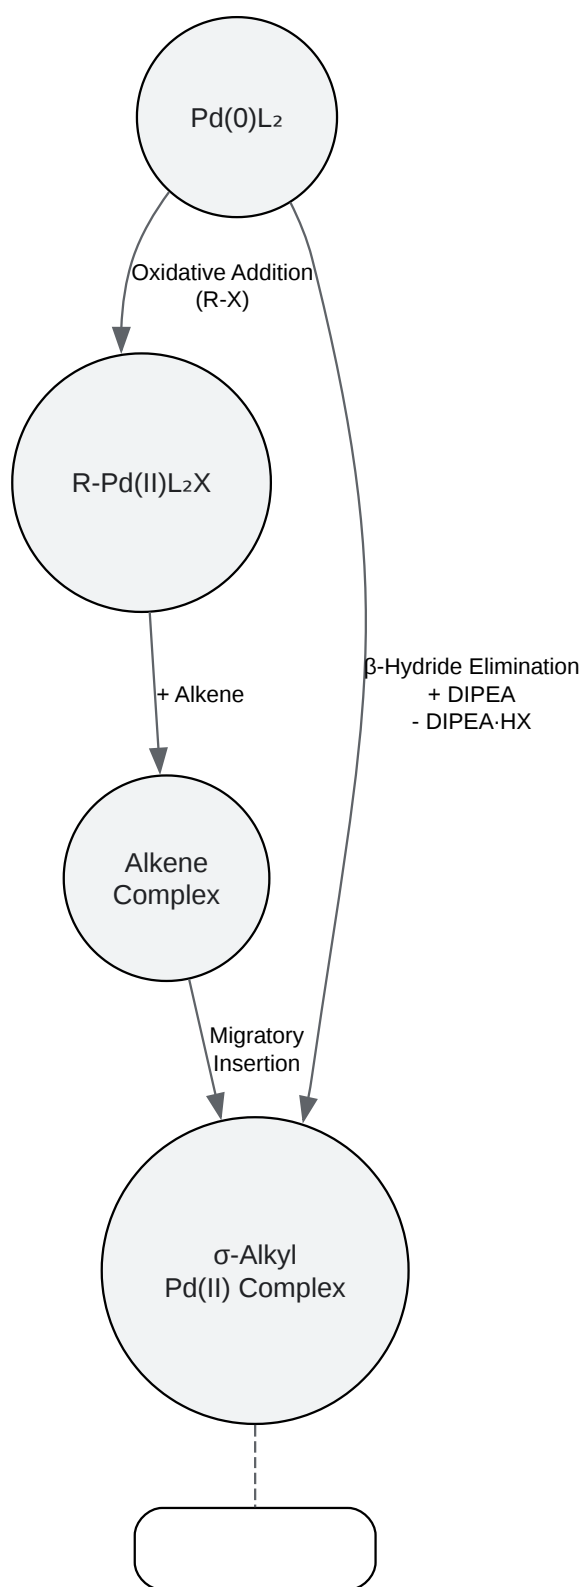 Pd(0)L₂
Oxidative Addition
(R-X)
R-Pd(II)L₂X
β-Hydride Elimination
+ DIPEA
- DIPEA·HX
+ Alkene
Alkene
Complex
Migratory
Insertion
σ-Alkyl
Pd(II) Complex